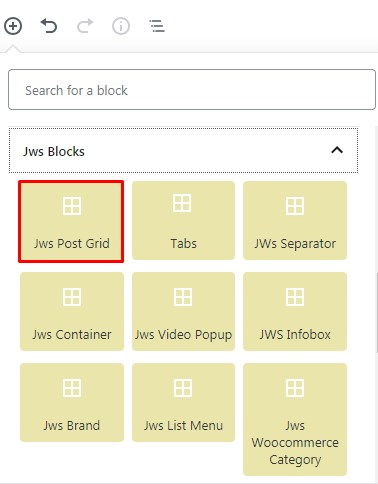 Search for a block
Jws Blocks
Jws Post Grid
Tabs
JWs Separator
Jws Container
Jws Video Popup
JWS Infobox
Jws Brand
Jws List Menu
Jws
Woocommerce
Category